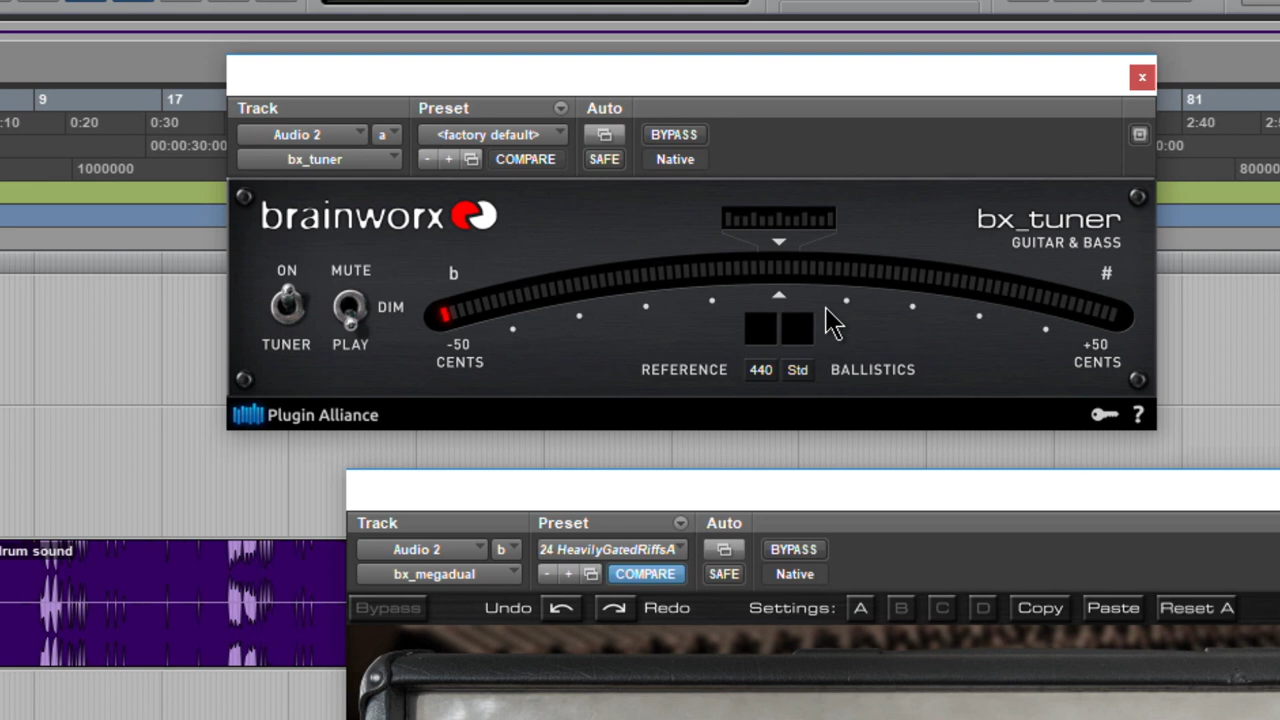 9
17
81
:10
0:20
0:30
2:40
00:00:30:00
0:00
1000000
80000
Track
Preset
Auto
Audio 2
a
<factory default>
BYPASS
bx_tuner
-
+
COMPARE
SAFE
Native
brainworx
bx_tuner
GUITAR & BASS
ON
MUTE
b
#
DIM
TUNER
PLAY
-50
CENTS
+50
CENTS
REFERENCE
440
Std
BALLISTICS
Plugin Alliance
?
drum sound
Track
Preset
Auto
Audio 2
b
24 HeavilyGatedRiffsA
BYPASS
bx_megadual
-
+
COMPARE
SAFE
Native
Bypass
Undo
Redo
Settings:
A
B
C
D
Copy
Paste
Reset A